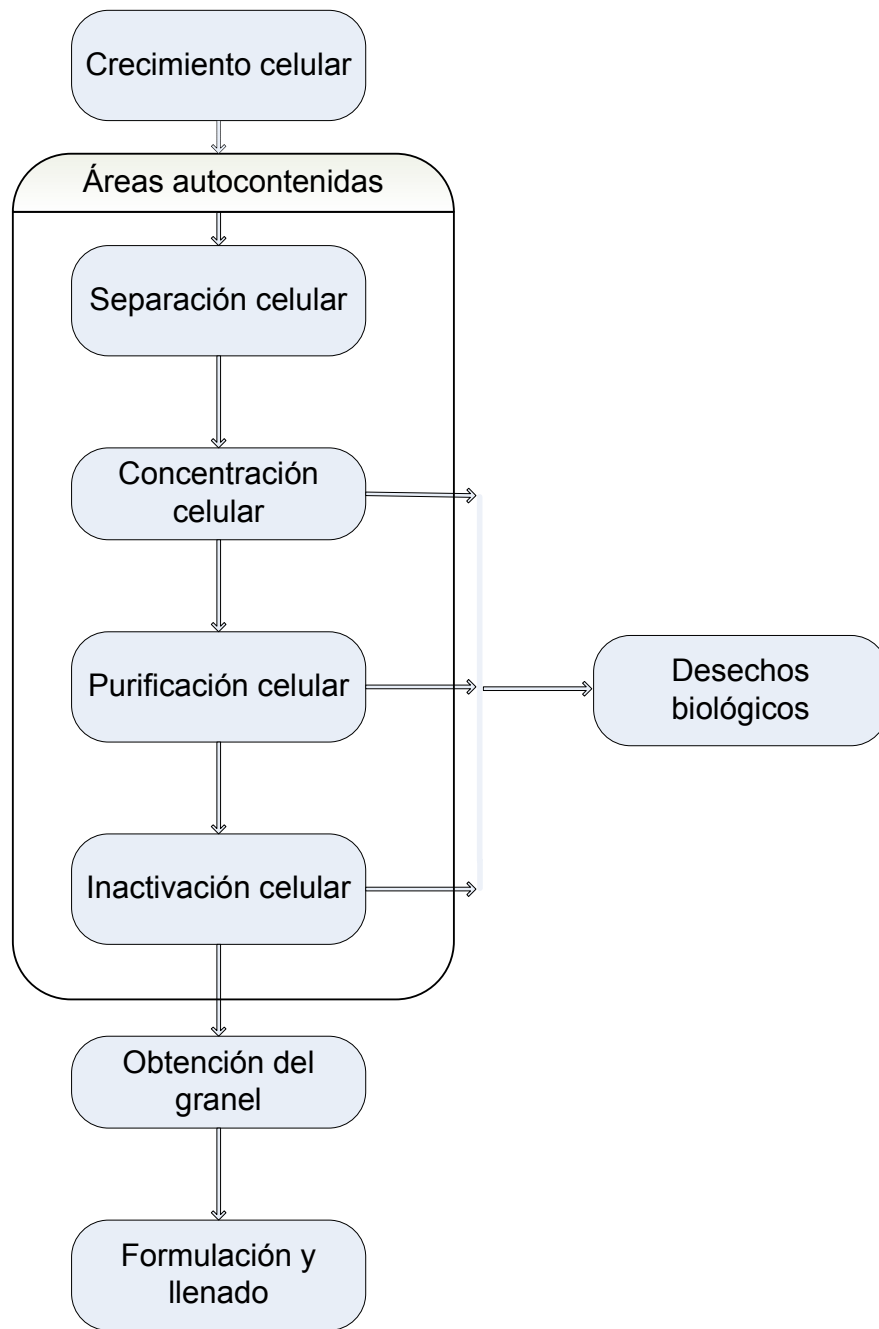 Crecimiento celular
Áreas autocontenidas
Separación celular
Concentración
celular
Purificación celular
Desechos
biológicos
Inactivación celular
Obtención del
granel
Formulación y
llenado